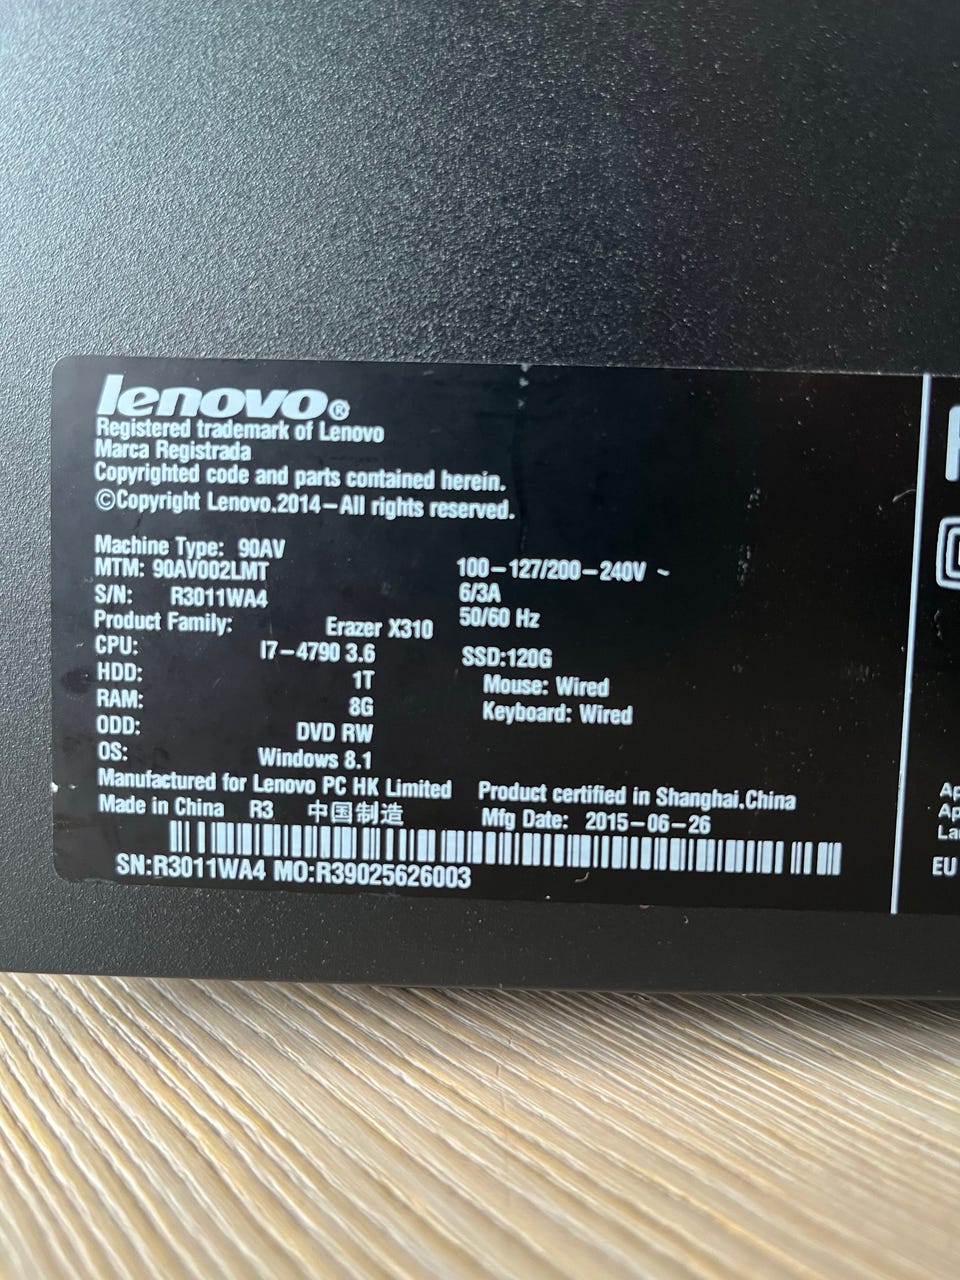 lenovo®
Registered trademark of Lenovo
Marca Registrada
Copyrighted code and parts contained herein.
©Copyright Lenovo.2014-All rights reserved.
Machine Type: 90AV
MTM: 90AV002LMT
S/N: R3011WA4
Product Family: Erazer X310
CPU: I7-4790 3.6
HDD: 1T
RAM: 8G
ODD: DVD RW
OS: Windows 8.1
100-127/200-240V ~
6/3A
50/60 Hz
SSD:120G
Mouse: Wired
Keyboard: Wired
Manufactured for Lenovo PC HK Limited
Made in China R3 中国制造
Product certified in Shanghai.China
Mfg Date: 2015-06-26
SN:R3011WA4 MO:R39025626003
EU